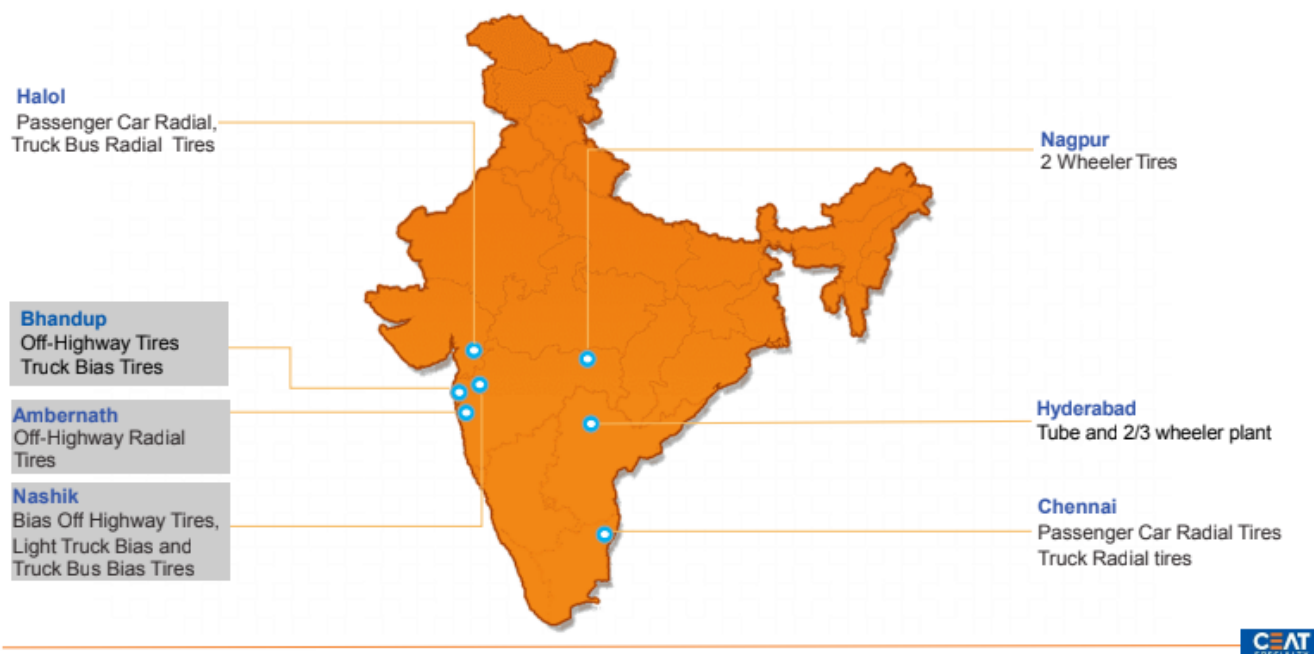 Halol
Passenger Car Radial,
Truck Bus Radial Tires
Bhandup
Off-Highway Tires
Truck Bias Tires
Ambernath
Off-Highway Radial
Tires
Nashik
Bias Off Highway Tires,
Light Truck Bias and
Truck Bus Bias Tires
Nagpur
2 Wheeler Tires
Hyderabad
Tube and 2/3 wheeler plant
Chennai
Passenger Car Radial Tires
Truck Radial tires
CEAT